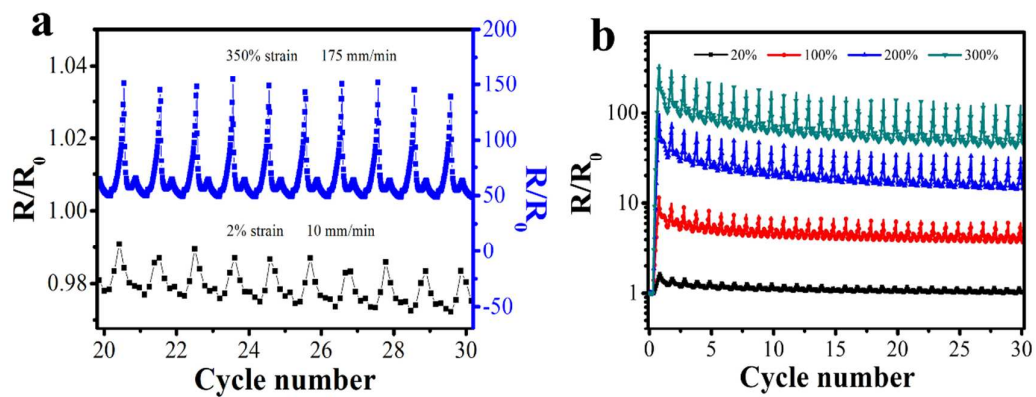 a
350% strain 175 mm/min
2% strain 10 mm/min
R/R0
1.04
1.02
1.00
0.98
200
150
100
50
0
-50
R/R0
20 22 24 26 28 30
Cycle number
b
20% 100% 200% 300%
R/R0
100
10
1
0 5 10 15 20 25 30
Cycle number